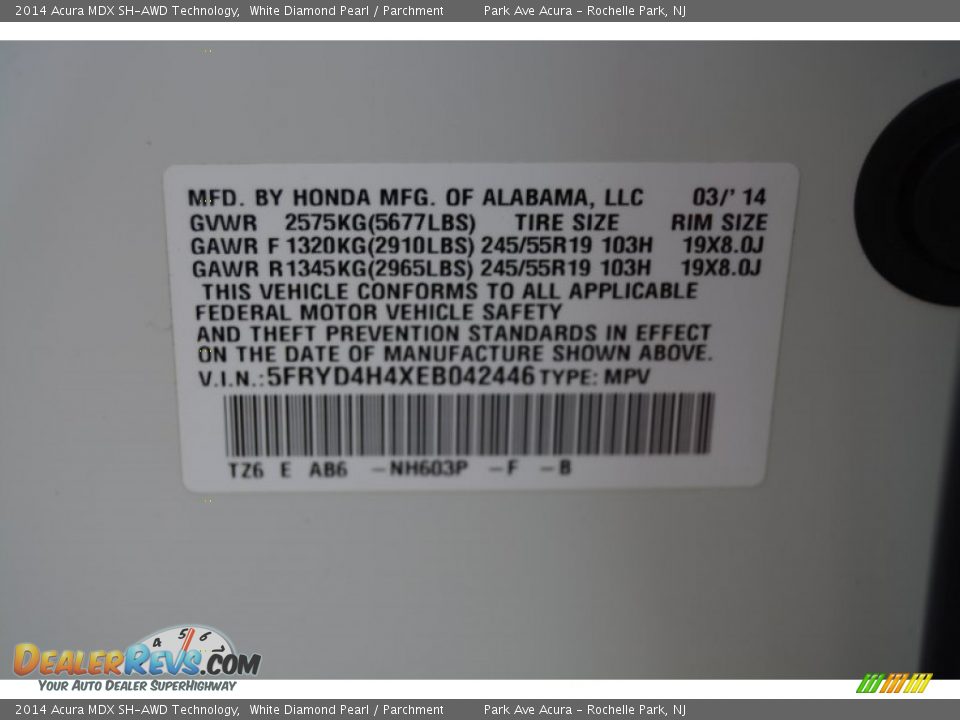 2014 Acura MDX SH-AWD Technology, White Diamond Pearl / Parchment Park Ave Acura - Rochelle Park, NJ
MFD. BY HONDA MFG. OF ALABAMA, LLC 03/' 14
GVWR 2575KG(5677LBS) TIRE SIZE RIM SIZE
GAWR F 1320KG(2910LBS) 245/55R19 103H 19X8.0J
GAWR R1345KG(2965LBS) 245/55R19 103H 19X8.0J
THIS VEHICLE CONFORMS TO ALL APPLICABLE
FEDERAL MOTOR VEHICLE SAFETY
AND THEFT PREVENTION STANDARDS IN EFFECT
ON THE DATE OF MANUFACTURE SHOWN ABOVE.
V.I.N.:5FRYD4H4XEB042446 TYPE: MPV
TZ6 E AB6 -NH603P -F -B
4 5 6 7
DEALERREVS.COM
YOUR AUTO DEALER SUPERHIGHWAY
2014 Acura MDX SH-AWD Technology, White Diamond Pearl / Parchment Park Ave Acura - Rochelle Park, NJ